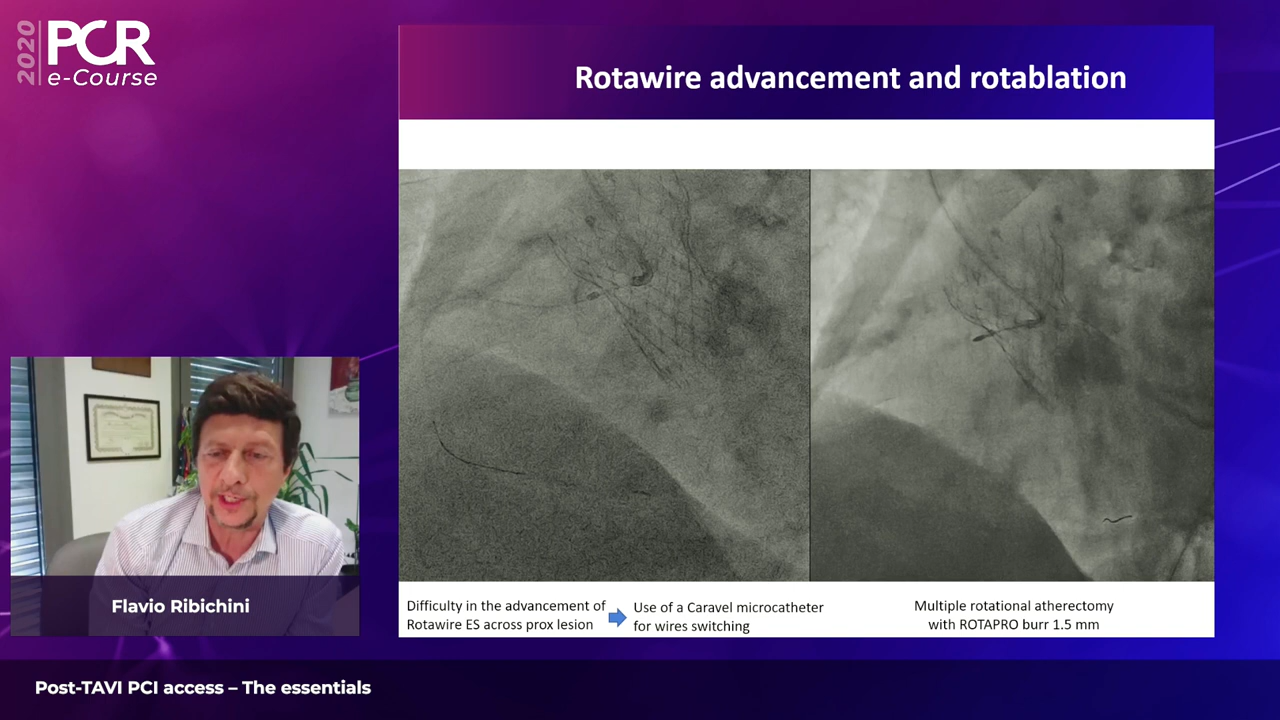 2020
PCR
e-Course
Rotawire advancement and rotablation
Difficulty in the advancement of
Rotawire ES across prox lesion
Use of a Caravel microcatheter
for wires switching
Multiple rotational atherectomy
with ROTAPRO burr 1.5 mm
Flavio Ribichini
Post-TAVI PCI access – The essentials